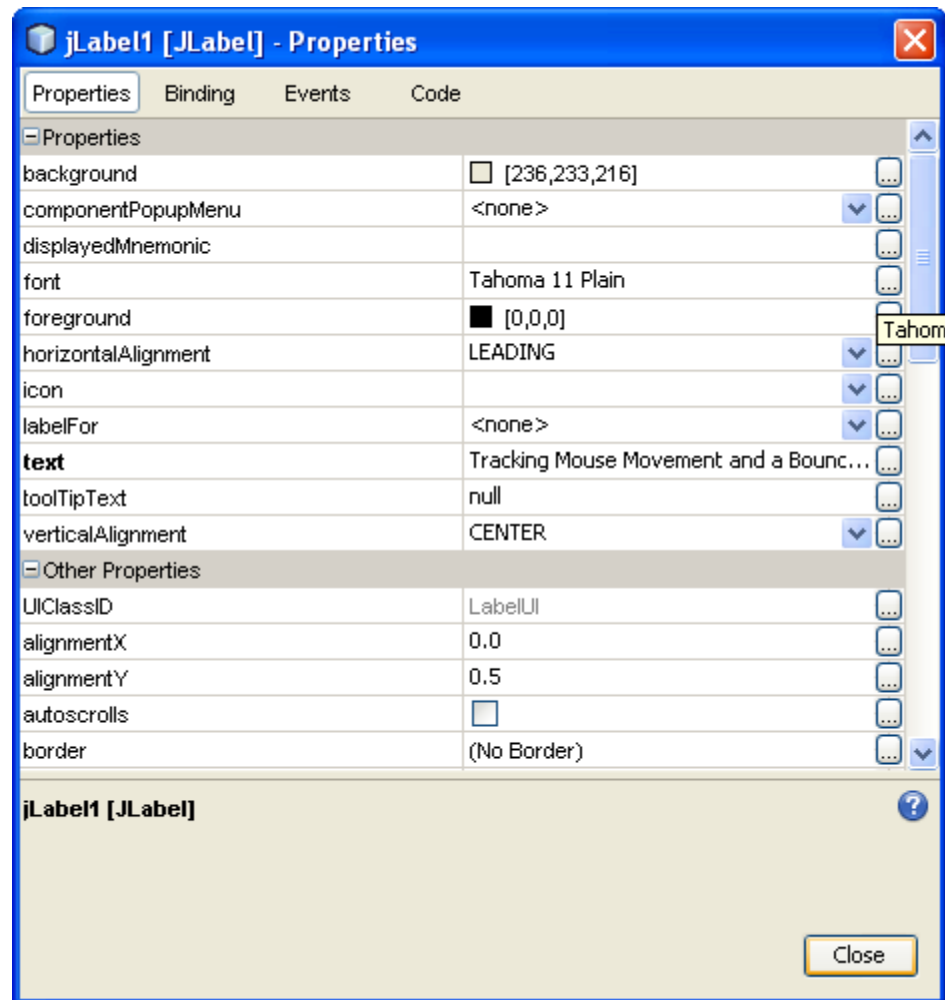 jLabel1 [JLabel] - Properties
Properties Binding Events Code
Properties
background [236,233,216] ...
componentPopupMenu <none> ...
displayedMnemonic ...
font Tahoma 11 Plain ...
foreground [0,0,0]
Tahom
horizontalAlignment LEADING ...
icon ...
labelFor <none> ...
text Tracking Mouse Movement and a Bounc... ...
toolTipText null ...
verticalAlignment CENTER ...
Other Properties
UIClassID LabelUI ...
alignmentX 0.0 ...
alignmentY 0.5 ...
autoscrolls ...
border (No Border) ...
jLabel1 [JLabel] ?
Close